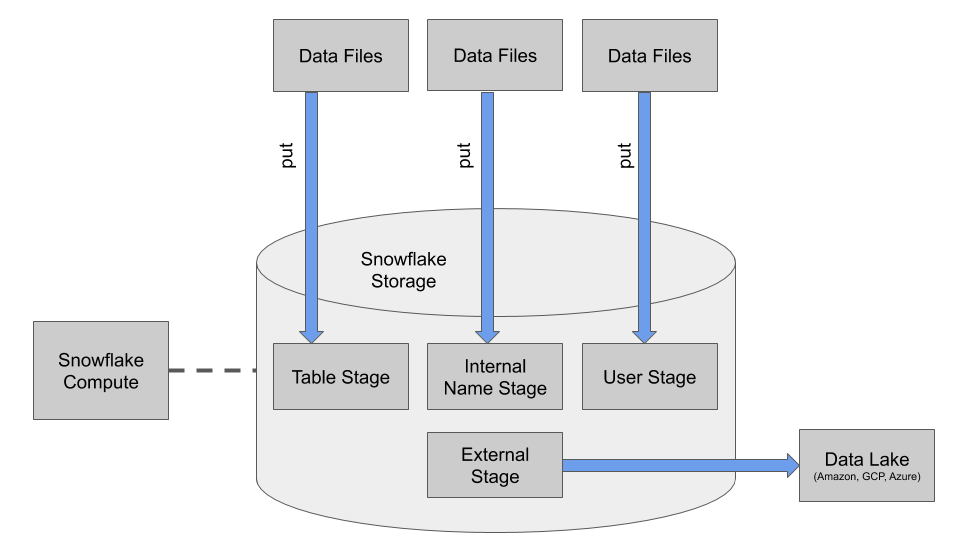 Data Files
Data Files
Data Files
put
put
put
Snowflake
Storage
Snowflake
Compute
Table Stage
Internal
Name Stage
User Stage
External
Stage
Data Lake
(Amazon, GCP, Azure)